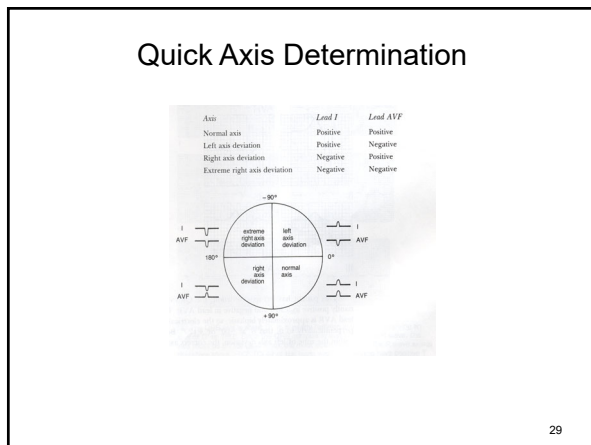 Quick Axis Determination
Axis Lead I Lead AVF
Normal axis Positive Positive
Left axis deviation Positive Negative
Right axis deviation Negative Positive
Extreme right axis deviation Negative Negative
−90°
I
AVF
extreme
right axis
deviation
left
axis
deviation
I
AVF
180°
0°
right
axis
deviation
normal
axis
I
AVF
I
AVF
+90°
29